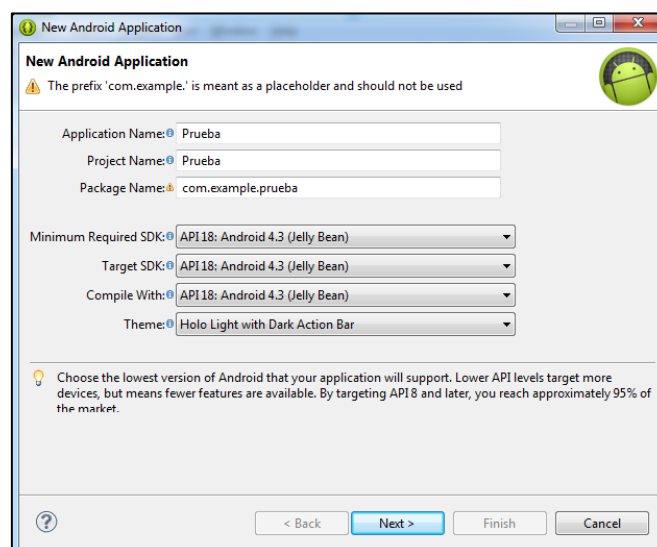 New Android Application
New Android Application
The prefix 'com.example.' is meant as a placeholder and should not be used
Application Name: Prueba
Project Name: Prueba
Package Name: com.example.prueba
Minimum Required SDK: API 18: Android 4.3 (Jelly Bean)
Target SDK: API 18: Android 4.3 (Jelly Bean)
Compile With: API 18: Android 4.3 (Jelly Bean)
Theme: Holo Light with Dark Action Bar
Choose the lowest version of Android that your application will support. Lower API levels target more
devices, but means fewer features are available. By targeting API 8 and later, you reach approximately 95% of
the market.
< Back Next > Finish Cancel